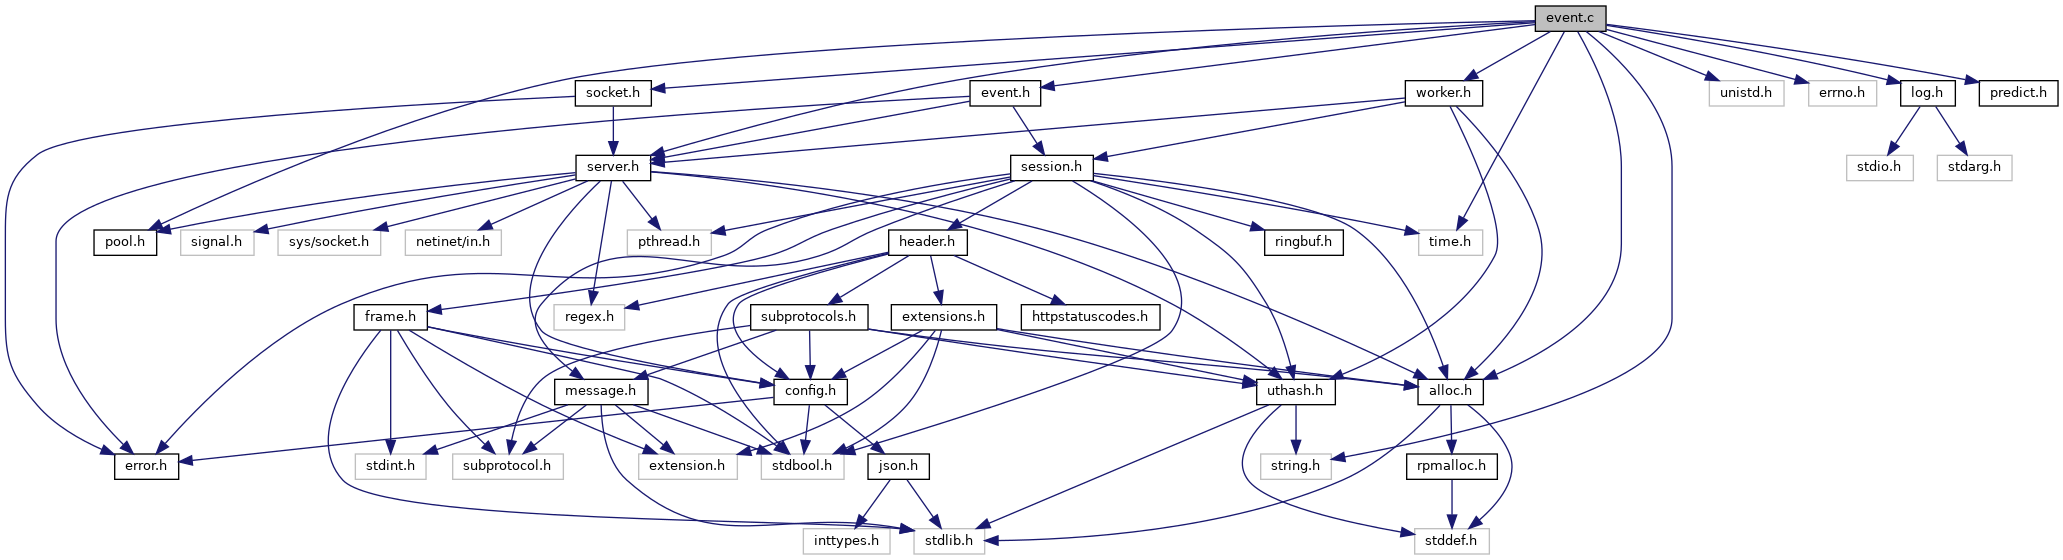 event.c
socket.h
event.h
worker.h
unistd.h
errno.h
log.h
predict.h
server.h
session.h
stdio.h
stdarg.h
pool.h
signal.h
sys/socket.h
netinet/in.h
pthread.h
header.h
ringbuf.h
time.h
frame.h
regex.h
subprotocols.h
extensions.h
httpstatuscodes.h
message.h
config.h
uthash.h
alloc.h
error.h
stdint.h
subprotocol.h
extension.h
stdbool.h
json.h
string.h
rpmalloc.h
inttypes.h
stdlib.h
stddef.h